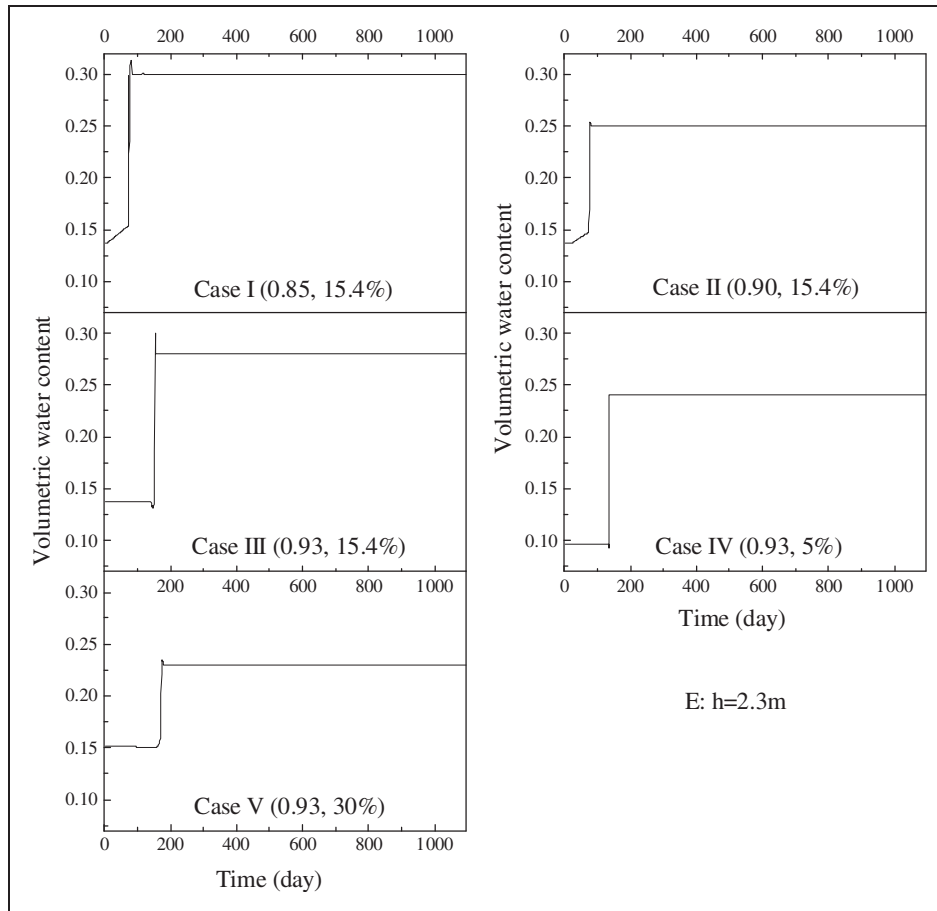 0 200 400 600 800 1000
0 200 400 600 800 1000
0.30
0.25
0.20
0.15
0.10
Case I (0.85, 15.4%)
0.30
0.25
0.20
0.15
0.10
Case II (0.90, 15.4%)
0.30
0.25
0.20
0.15
0.10
Case III (0.93, 15.4%)
0.30
0.25
0.20
0.15
0.10
Case IV (0.93, 5%)
0 200 400 600 800 1000
0 200 400 600 800 1000
Time (day)
0.25
0.20
0.15
0.10
Case V (0.93, 30%)
0 200 400 600 800 1000
Time (day)
Volumetric water content
Volumetric water content
E: h=2.3m